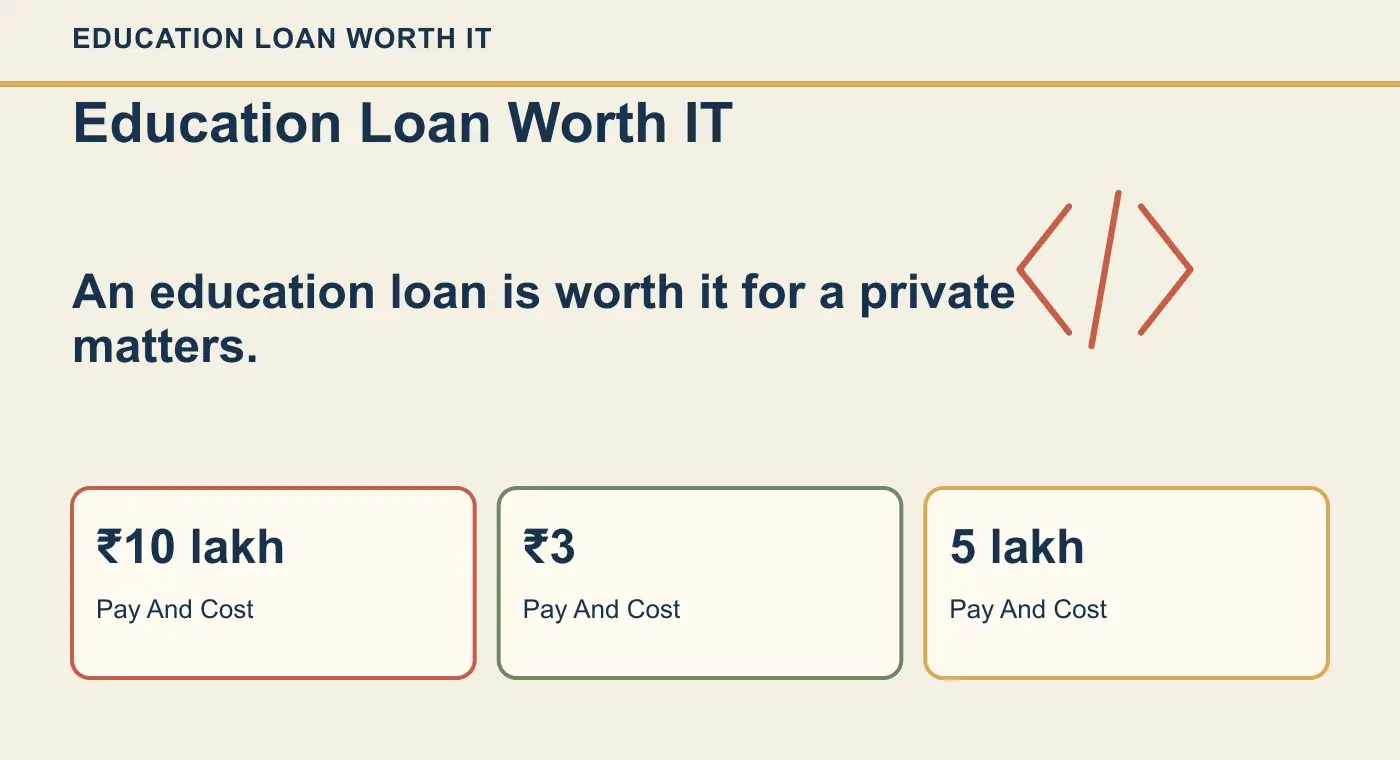 EDUCATION LOAN WORTH IT
Education Loan Worth IT
An education loan is worth it for a private
matters.
₹10 lakh
Pay And Cost
₹3
Pay And Cost
5 lakh
Pay And Cost